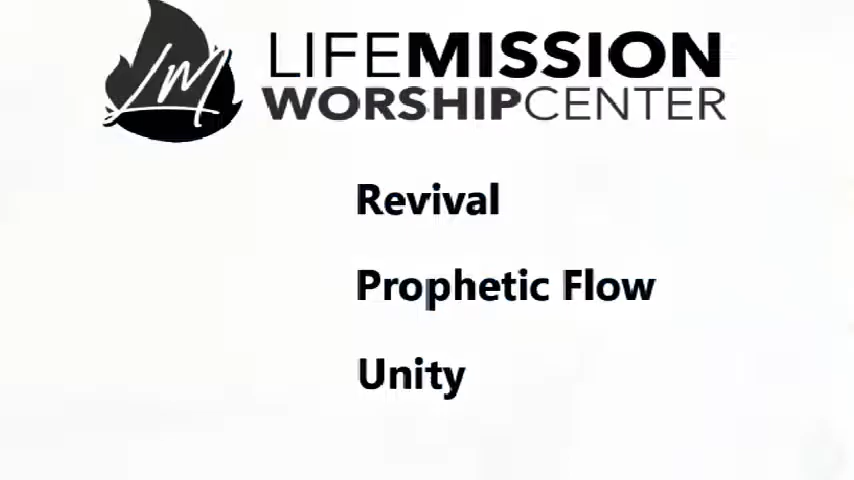 LM
LIFEMISSION
WORSHIPCENTER
Revival
Prophetic Flow
Unity